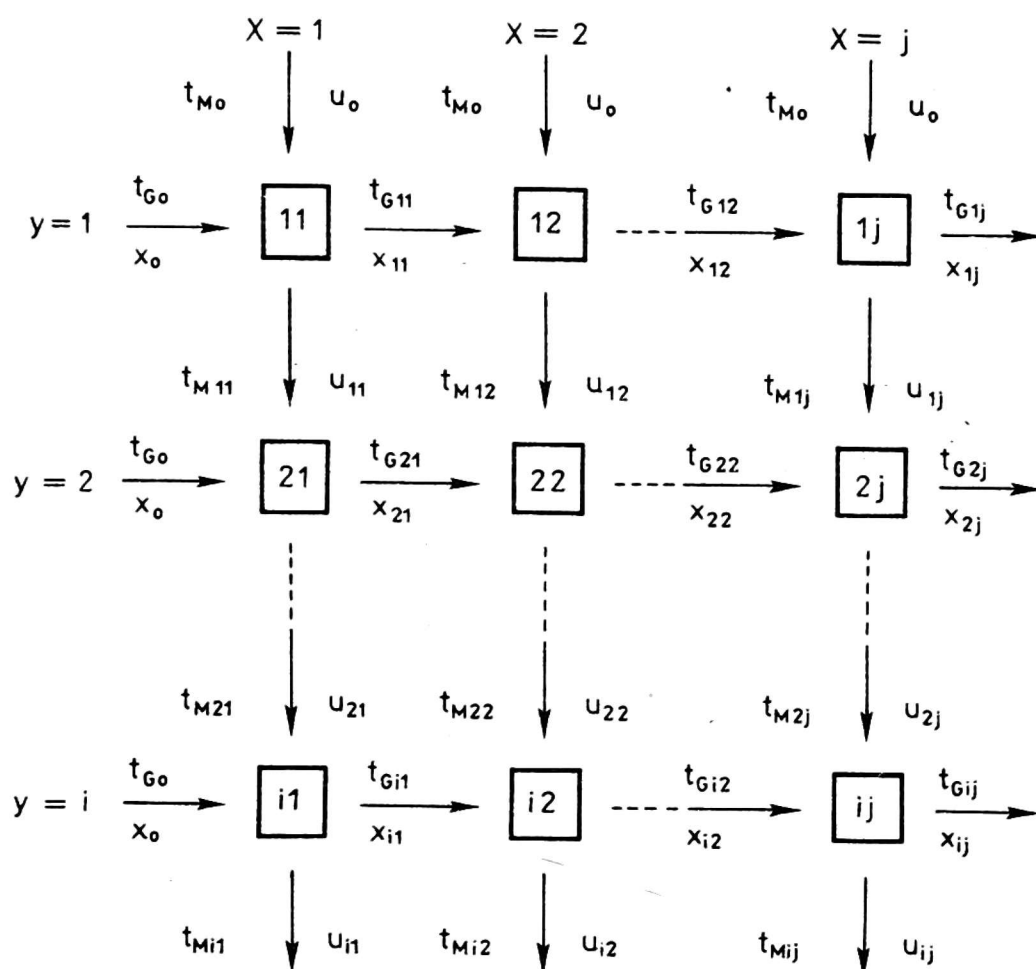 X = 1 X = 2 X = j
t_Mo u_o t_Mo u_o t_Mo u_o
t_Go t_G11 t_G12 t_G1j
y = 1 11 12 1j
x_o x_11 x_12 x_1j
t_M11 u_11 t_M12 u_12 t_M1j u_1j
t_Go t_G21 t_G22 t_G2j
y = 2 21 22 2j
x_o x_21 x_22 x_2j
t_M21 u_21 t_M22 u_22 t_M2j u_2j
t_Go t_Gi1 t_Gi2 t_Gij
y = i i1 i2 ij
x_o x_i1 x_i2 x_ij
t_Mi1 u_i1 t_Mi2 u_i2 t_Mij u_ij